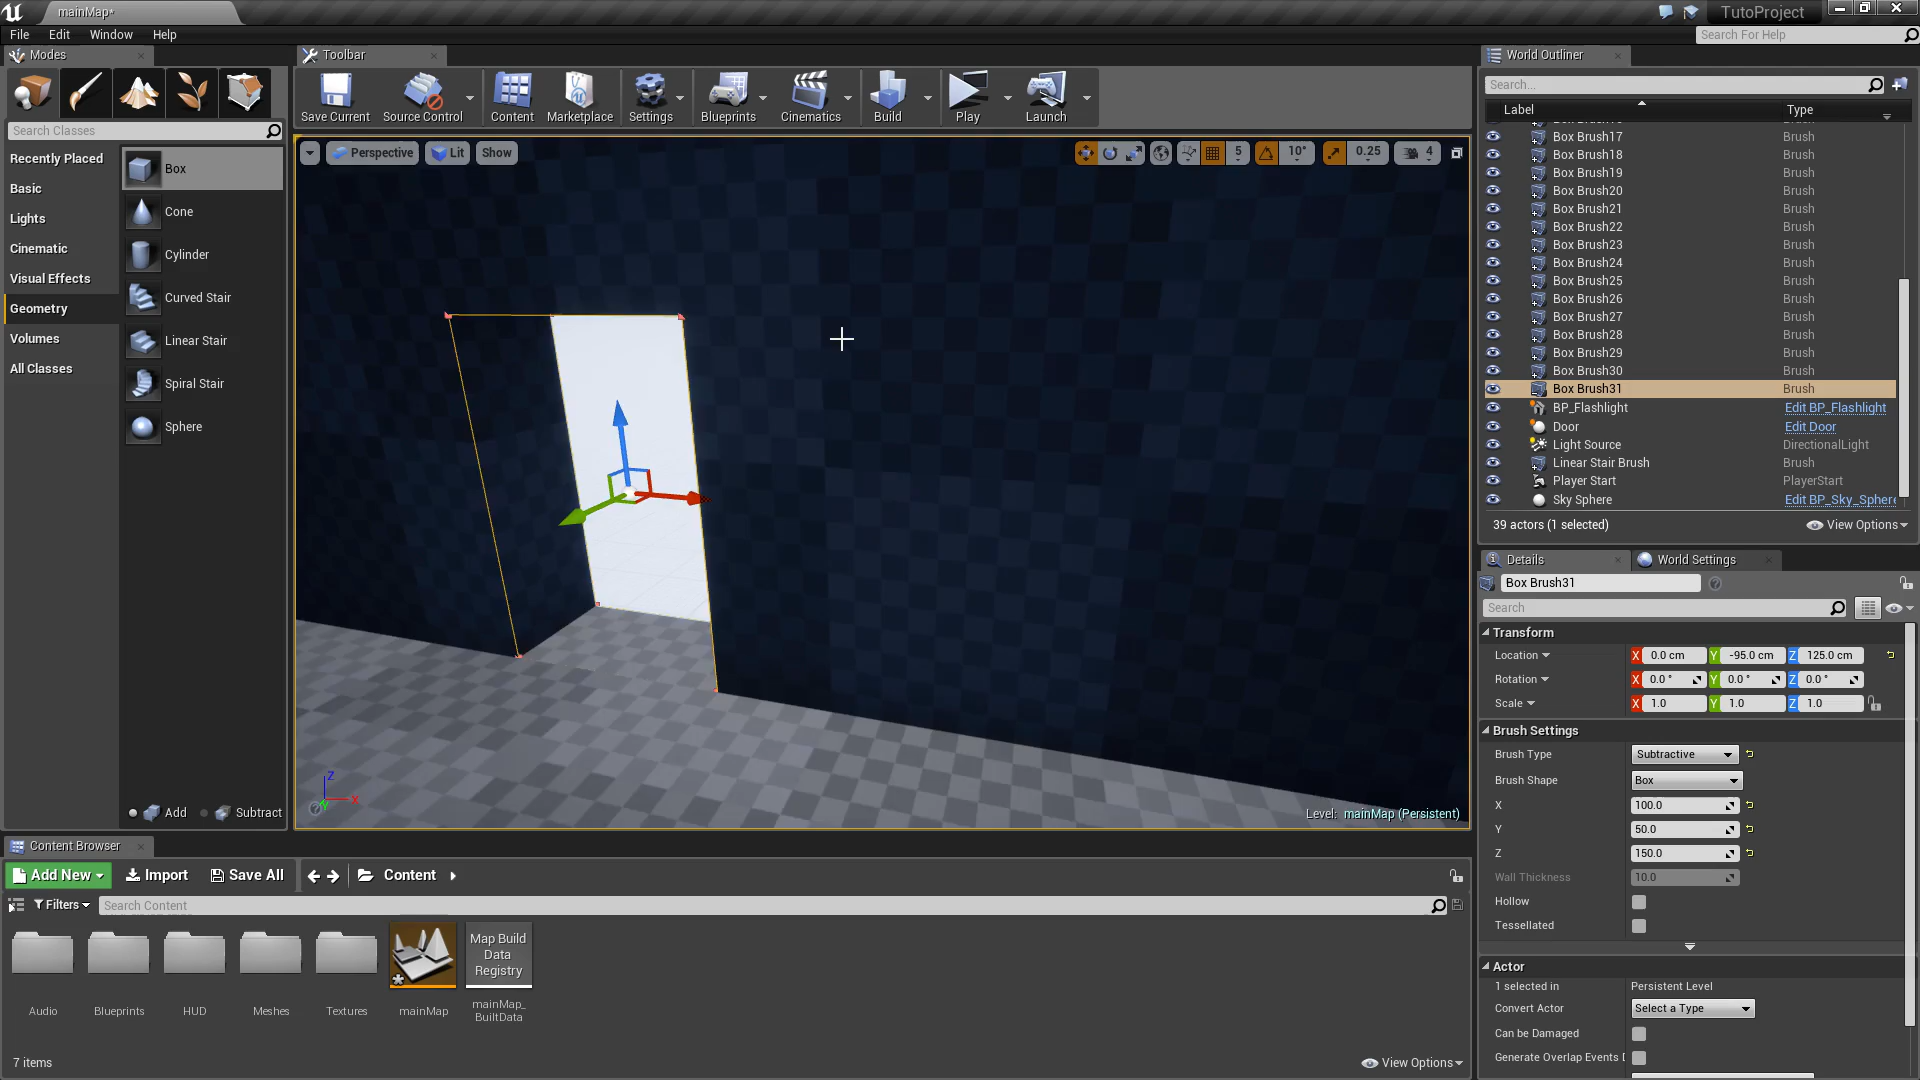 mainMap*
TutoProject
File
Edit
Window
Help
Search For Help
Modes
Toolbar
World Outliner
Search Classes
Recently Placed
Basic
Lights
Cinematic
Visual Effects
Geometry
Volumes
All Classes
Box
Cone
Cylinder
Curved Stair
Linear Stair
Spiral Stair
Sphere
Add
Subtract
Save Current
Source Control
Content
Marketplace
Settings
Blueprints
Cinematics
Build
Play
Launch
Perspective
Lit
Show
5
10°
0.25
4
Z
X
Y
Level: mainMap (Persistent)
Search...
Label
Type
Box Brush17 Brush
Box Brush18 Brush
Box Brush19 Brush
Box Brush20 Brush
Box Brush21 Brush
Box Brush22 Brush
Box Brush23 Brush
Box Brush24 Brush
Box Brush25 Brush
Box Brush26 Brush
Box Brush27 Brush
Box Brush28 Brush
Box Brush29 Brush
Box Brush30 Brush
Box Brush31 Brush
BP_Flashlight Edit BP_Flashlight
Door Edit Door
Light Source DirectionalLight
Linear Stair Brush Brush
Player Start PlayerStart
Sky Sphere Edit BP_Sky_Sphere
39 actors (1 selected)
View Options
Details
World Settings
Box Brush31
Search
Transform
Location X 0.0 cm Y -95.0 cm Z 125.0 cm
Rotation X 0.0 ° Y 0.0 ° Z 0.0 °
Scale X 1.0 Y 1.0 Z 1.0
Brush Settings
Brush Type Subtractive
Brush Shape Box
X 100.0
Y 50.0
Z 150.0
Wall Thickness 10.0
Hollow
Tessellated
Actor
1 selected in Persistent Level
Convert Actor Select a Type
Can be Damaged
Generate Overlap Events D
Content Browser
Add New
Import
Save All
Content
Filters
Search Content
Audio
Blueprints
HUD
Meshes
Textures
mainMap
Map Build
Data
Registry
mainMap_
BuiltData
7 items
View Options